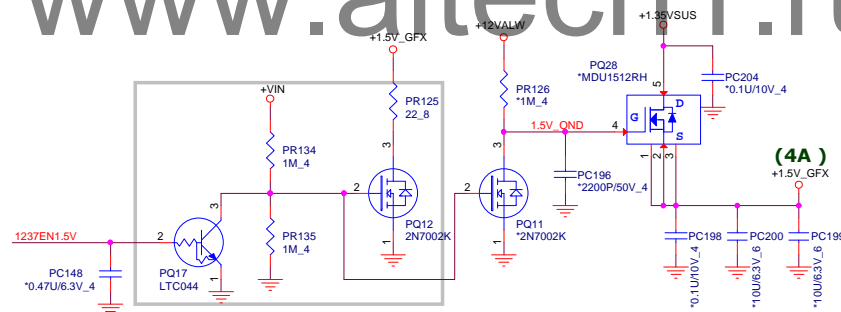 www.aitech1.ru
+1.35VSUS
+1.5V_GFX
+12VALW
PQ28
*MDU1512RH
PC204
*0.1U/10V_4
+VIN
PR125
22_8
PR126
*1M_4
5
D
G
S
1.5V_OND
4
3
3
PR134
1M_4
1
2
3
(4A )
+1.5V_GFX
PC196
*2200P/50V_4
3
2
2
1237EN1.5V
2
PR135
1M_4
PQ12
2N7002K
PQ11
*2N7002K
1
1
PC148
*0.47U/6.3V_4
PQ17
LTC044
1
PC198
*0.1U/10V_4
PC200
*10U/6.3V_6
PC199
*10U/6.3V_6